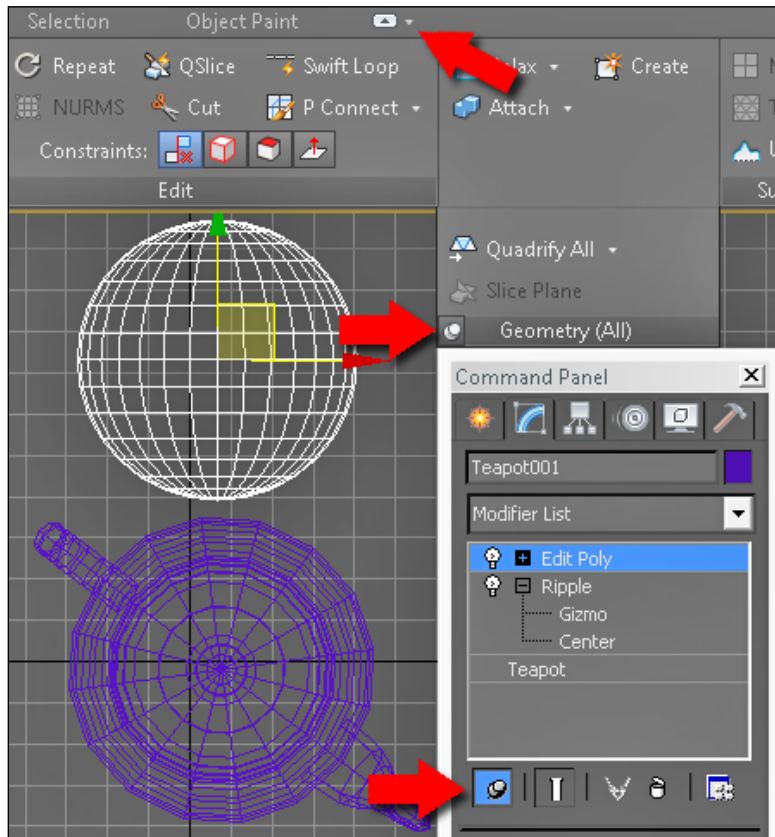 Selection Object Paint
Repeat QSlice Swift Loop
NURMS Cut P Connect
Constraints:
Edit
Create
Attach
Quadrify All
Slice Plane
Geometry (All)
Command Panel
Teapot001
Modifier List
Edit Poly
Ripple
Gizmo
Center
Teapot